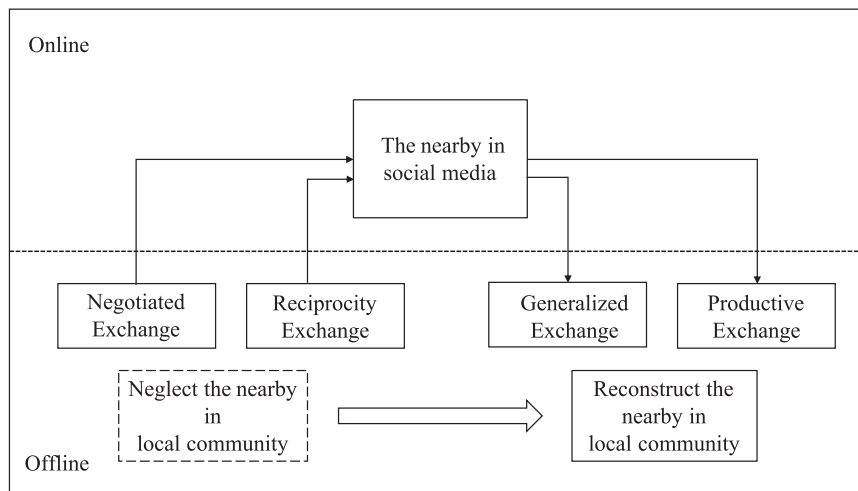 Online
The nearby in
social media
Negotiated
Exchange
Reciprocity
Exchange
Generalized
Exchange
Productive
Exchange
Neglect the nearby
in
local community
Reconstruct the
nearby in
local community
Offline